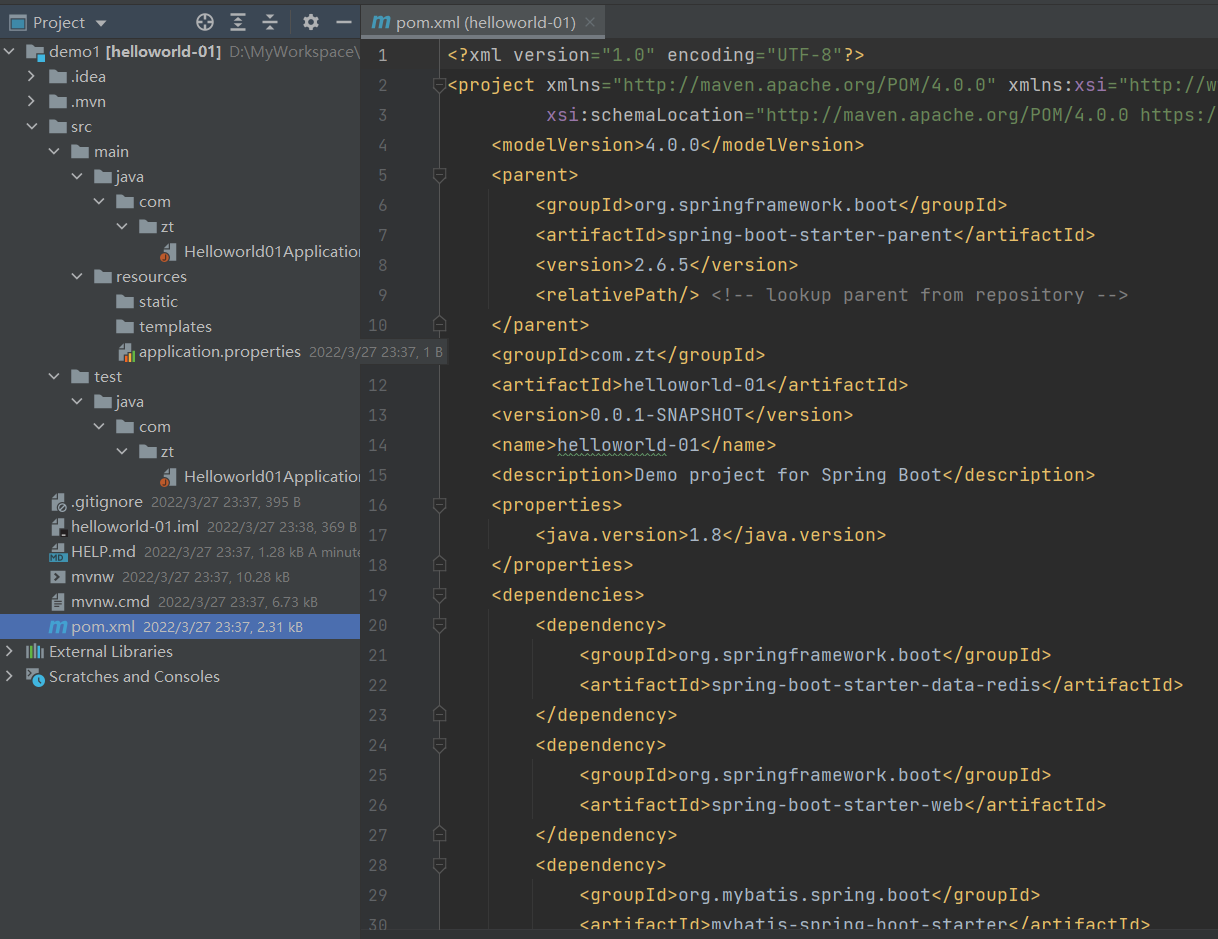 Project
demo1 [helloworld-01] D:\MyWorkspace\
.idea
.mvn
src
main
java
com
zt
Helloworld01Application
resources
static
templates
application.properties 2022/3/27 23:37, 1 B
test
java
com
zt
Helloworld01Application
.gitignore 2022/3/27 23:37, 395 B
helloworld-01.iml 2022/3/27 23:38, 369 B
HELP.md 2022/3/27 23:37, 1.28 kB A minute
mvnw 2022/3/27 23:37, 10.28 kB
mvnw.cmd 2022/3/27 23:37, 6.73 kB
pom.xml 2022/3/27 23:37, 2.31 kB
External Libraries
Scratches and Consoles
pom.xml (helloworld-01)
1 <?xml version="1.0" encoding="UTF-8"?>
2 <project xmlns="http://maven.apache.org/POM/4.0.0" xmlns:xsi="http://w
3 xsi:schemaLocation="http://maven.apache.org/POM/4.0.0 https:/
4 <modelVersion>4.0.0</modelVersion>
5 <parent>
6 <groupId>org.springframework.boot</groupId>
7 <artifactId>spring-boot-starter-parent</artifactId>
8 <version>2.6.5</version>
9 <relativePath/> <!-- lookup parent from repository -->
10 </parent>
<groupId>com.zt</groupId>
12 <artifactId>helloworld-01</artifactId>
13 <version>0.0.1-SNAPSHOT</version>
14 <name>helloworld-01</name>
15 <description>Demo project for Spring Boot</description>
16 <properties>
17 <java.version>1.8</java.version>
18 </properties>
19 <dependencies>
20 <dependency>
21 <groupId>org.springframework.boot</groupId>
22 <artifactId>spring-boot-starter-data-redis</artifactId>
23 </dependency>
24 <dependency>
25 <groupId>org.springframework.boot</groupId>
26 <artifactId>spring-boot-starter-web</artifactId>
27 </dependency>
28 <dependency>
29 <groupId>org.mybatis.spring.boot</groupId>
30 <artifactId>mybatis-spring-boot-starter</artifactId>